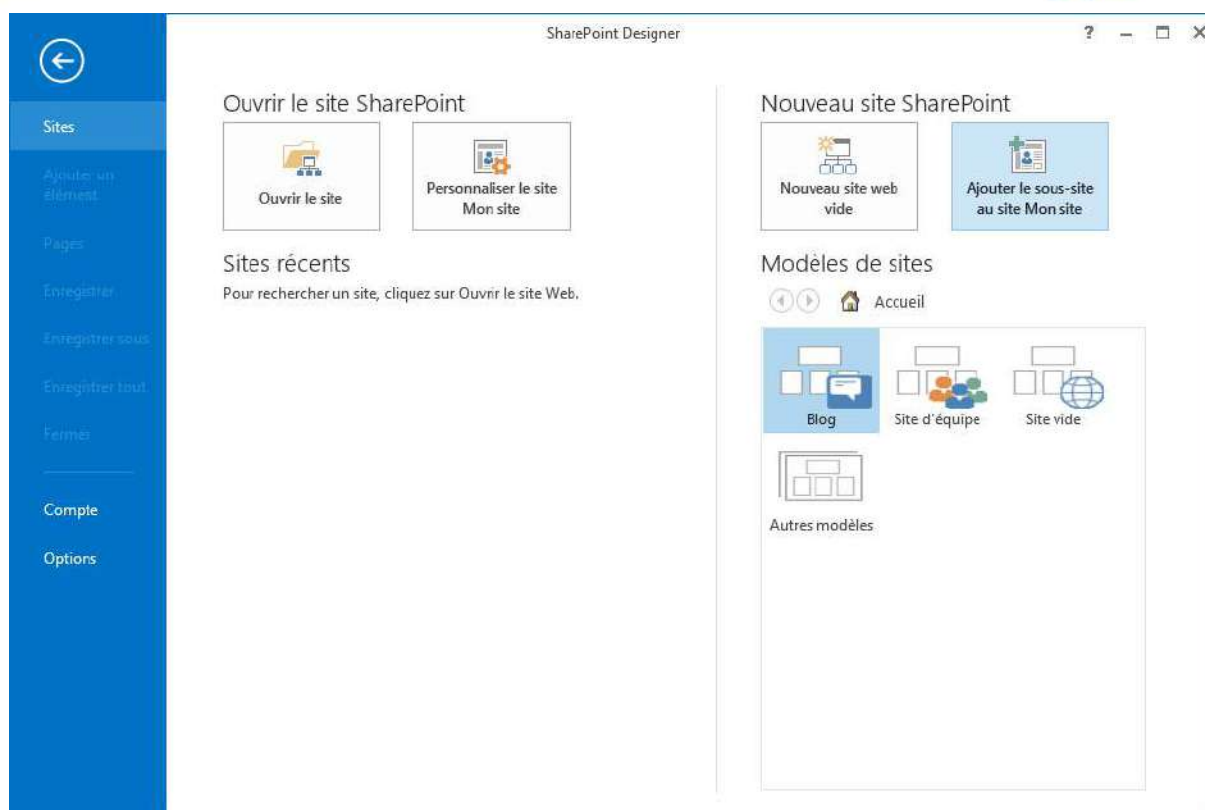 SharePoint Designer
?
Sites
Ajouter un
élément
Pages
Enregistrer
Enregistrer sous
Enregistrer tout
Fermer
Compte
Options
Ouvrir le site SharePoint
Ouvrir le site
Personnaliser le site
Mon site
Sites récents
Pour rechercher un site, cliquez sur Ouvrir le site Web.
Nouveau site SharePoint
Nouveau site web
vide
Ajouter le sous-site
au site Mon site
Modèles de sites
Accueil
Blog
Site d'équipe
Site vide
Autres modèles